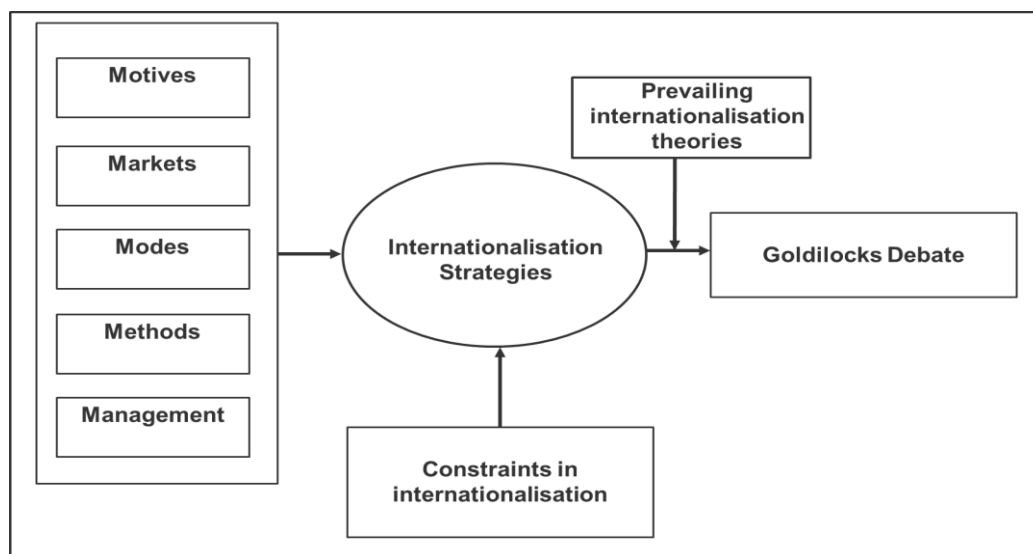 Motives
Markets
Modes
Methods
Management
Internationalisation
Strategies
Constraints in
internationalisation
Prevailing
internationalisation
theories
Goldilocks Debate